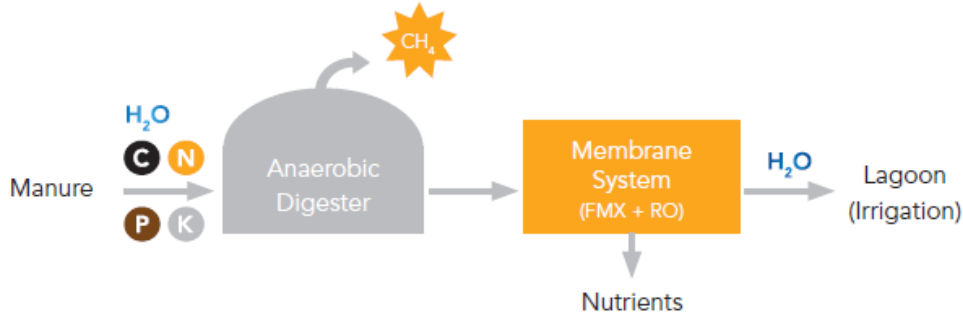 CH₄
H₂O
C N
Manure
P K
Anaerobic
Digester
Membrane
System
(FMX + RO)
H₂O
Lagoon
(Irrigation)
Nutrients